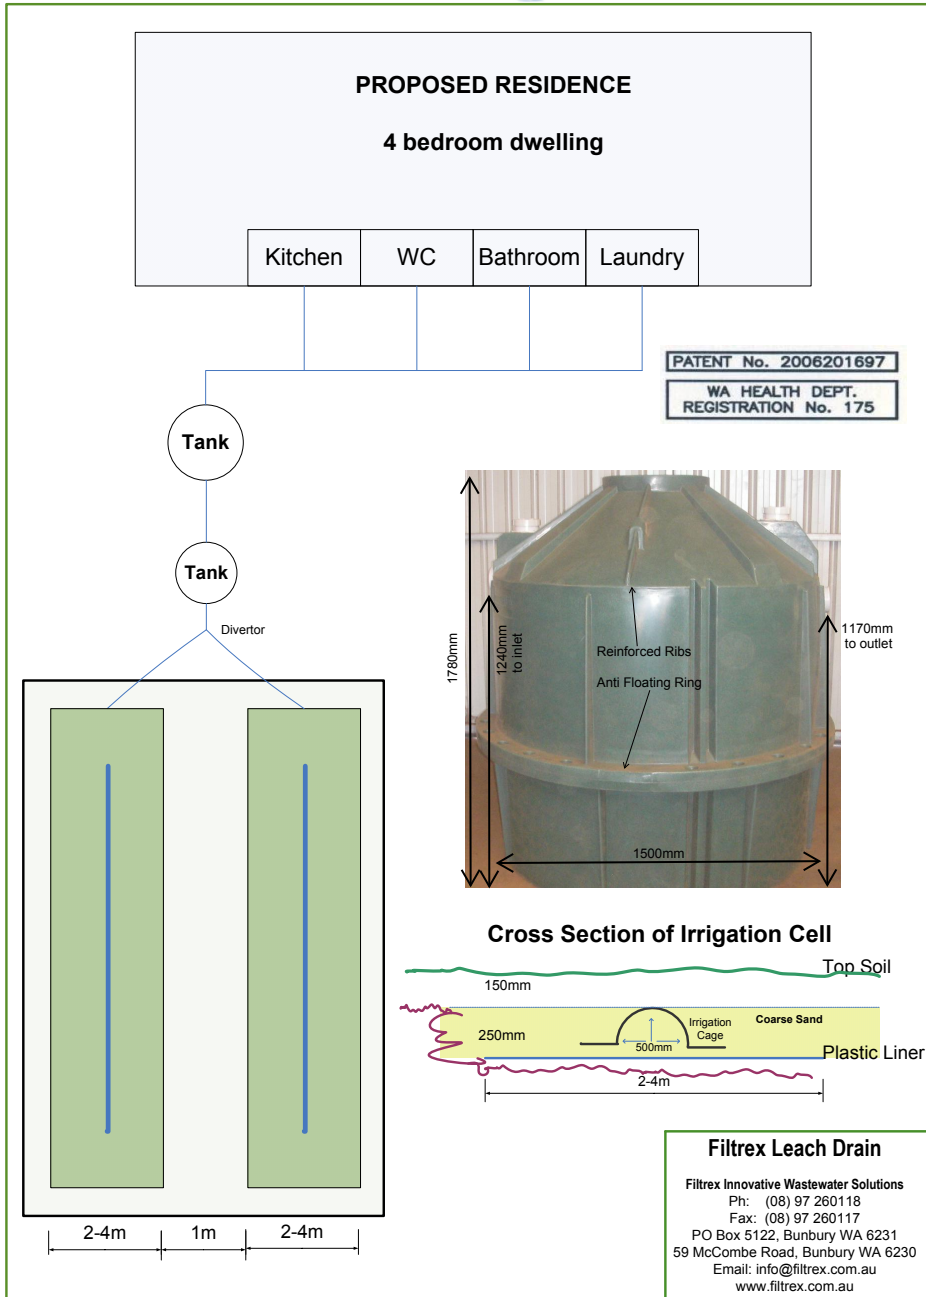 PROPOSED RESIDENCE
4 bedroom dwelling
Kitchen
WC
Bathroom
Laundry
PATENT No. 2006201697
WA HEALTH DEPT.
REGISTRATION No. 175
Tank
Tank
Divertor
1780mm
1240mm
to inlet
1170mm
to outlet
Reinforced Ribs
Anti Floating Ring
1500mm
Cross Section of Irrigation Cell
Top Soil
150mm
Coarse Sand
Irrigation
Cage
250mm
500mm
Plastic Liner
2-4m
2-4m
1m
2-4m
Filtrex Leach Drain
Filtrex Innovative Wastewater Solutions
Ph: (08) 97 260118
Fax: (08) 97 260117
PO Box 5122, Bunbury WA 6231
59 McCombe Road, Bunbury WA 6230
Email: info@filtrex.com.au
www.filtrex.com.au